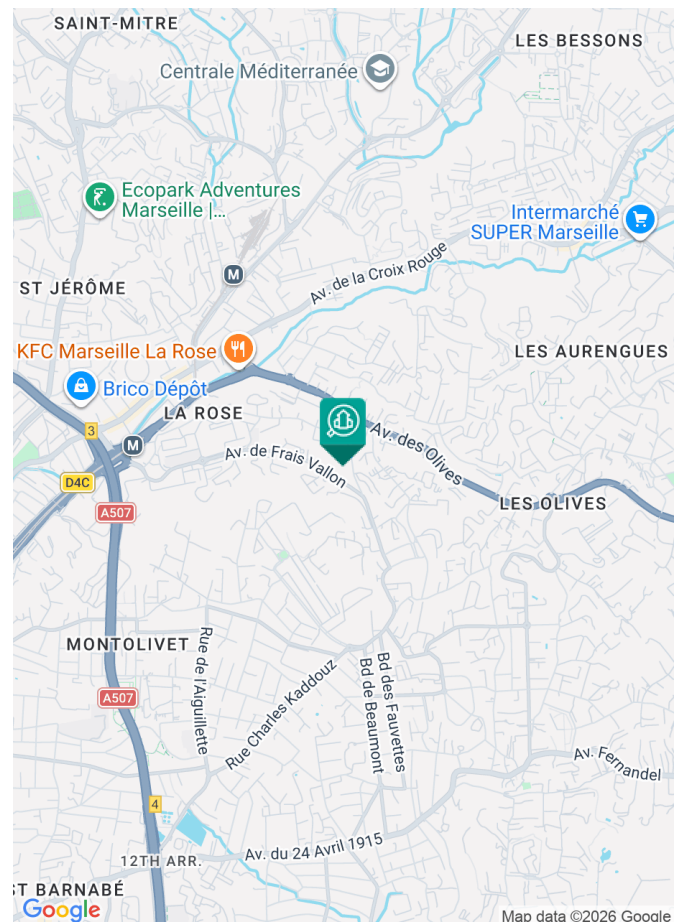 SAINT-MITRE
LES BESSONS
Centrale Méditerranée
Ecopark Adventures
Marseille |...
Intermarché
SUPER Marseille
M
Av. de la Croix Rouge
ST JÉRÔME
KFC Marseille La Rose
LES AURENGUES
Brico Dépôt
LA ROSE
3
M
Av. de Frais Vallon
Av. des Olives
D4C
LES OLIVES
A507
MONTOLIVET
Rue de l'Aiguillette
Rue Charles Kaddouz
Bd de Beaumont
Bd des Fauvettes
A507
Av. Fernandel
4
12TH ARR.
Av. du 24 Avril 1915
ST BARNABÉ
Google
Map data ©2026 Google